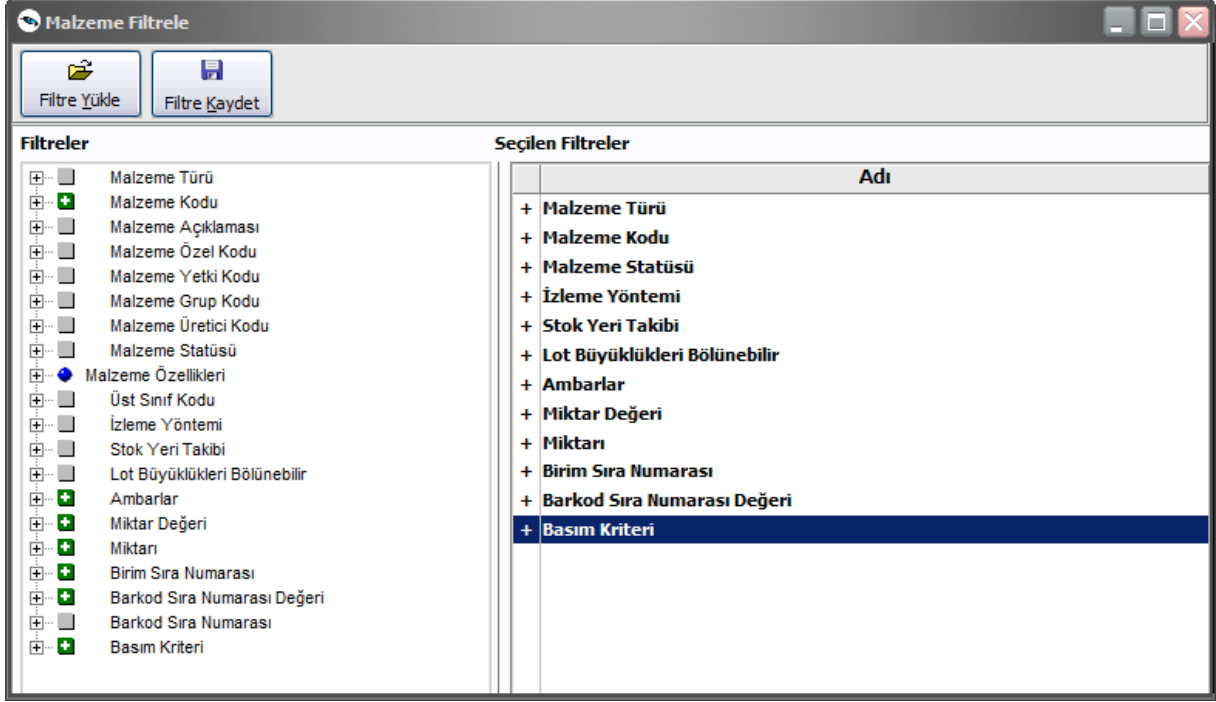 Malzeme Filtrele
Filtre Yükle
Filtre Kaydet
Filtreler
Malzeme Türü
Malzeme Kodu
Malzeme Açıklaması
Malzeme Özel Kodu
Malzeme Yetki Kodu
Malzeme Grup Kodu
Malzeme Üretici Kodu
Malzeme Statüsü
Malzeme Özellikleri
Üst Sınıf Kodu
İzleme Yöntemi
Stok Yeri Takibi
Lot Büyüklükleri Bölünebilir
Ambarlar
Miktar Değeri
Miktarı
Birim Sıra Numarası
Barkod Sıra Numarası Değeri
Barkod Sıra Numarası
Basım Kriteri
Seçilen Filtreler
Adı
Malzeme Türü
Malzeme Kodu
Malzeme Statüsü
İzleme Yöntemi
Stok Yeri Takibi
Lot Büyüklükleri Bölünebilir
Ambarlar
Miktar Değeri
Miktarı
Birim Sıra Numarası
Barkod Sıra Numarası Değeri
Basım Kriteri